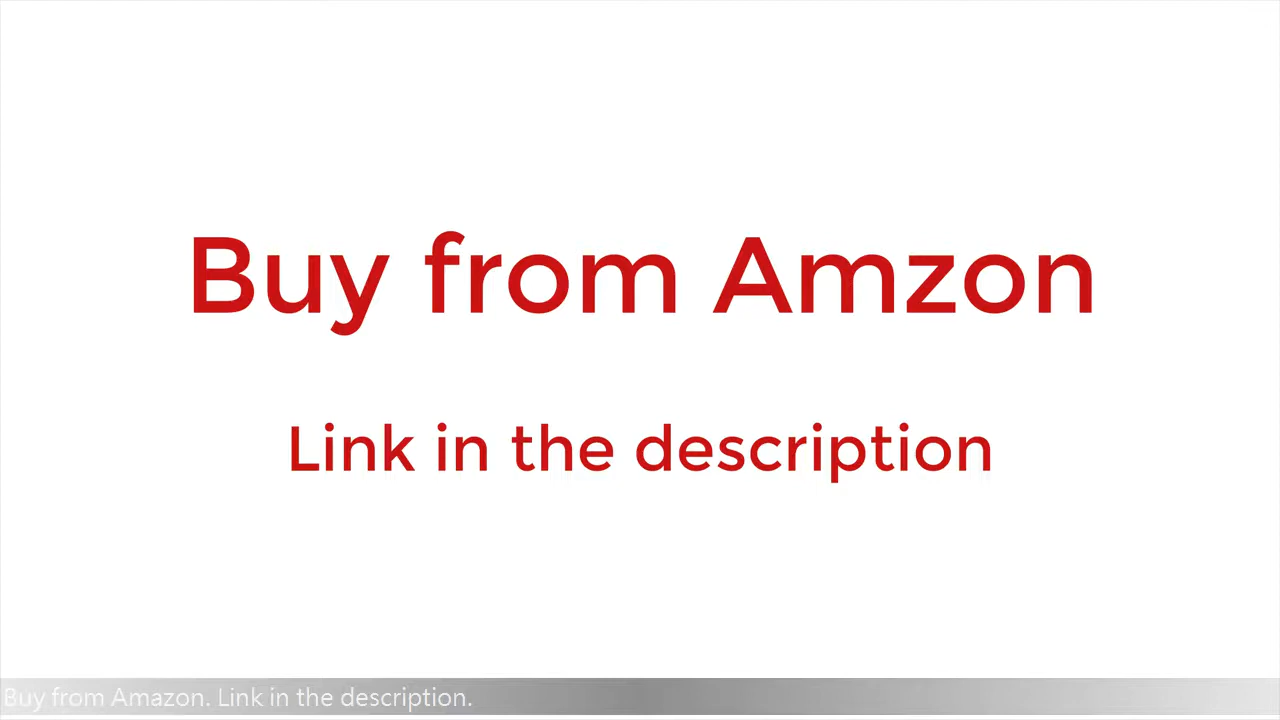 Buy from Amzon
Link in the description
Buy from Amazon. Link in the description.